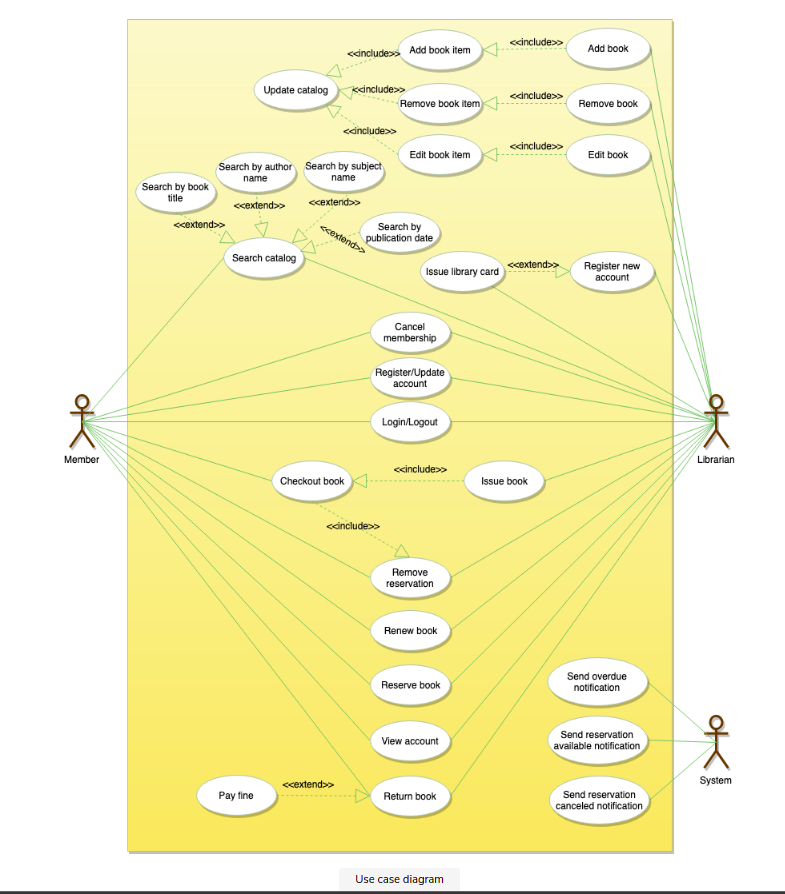 <<include>>
Add book item
<<include>>
Add book
Update catalog
<<include>>
Remove book item
<<include>>
Remove book
<<include>>
Edit book item
<<include>>
Edit book
Search by book
title
Search by author
name
Search by subject
name
<<extend>>
<<extend>>
<<extend>>
<<extend>>
Search by
publication date
Search catalog
Issue library card
<<extend>>
Register new
account
Cancel
membership
Register/Update
account
Login/Logout
Member
Librarian
Checkout book
<<include>>
Issue book
<<include>>
Remove
reservation
Renew book
Reserve book
Send overdue
notification
View account
Send reservation
available notification
System
Pay fine
<<extend>>
Return book
Send reservation
canceled notification
Use case diagram